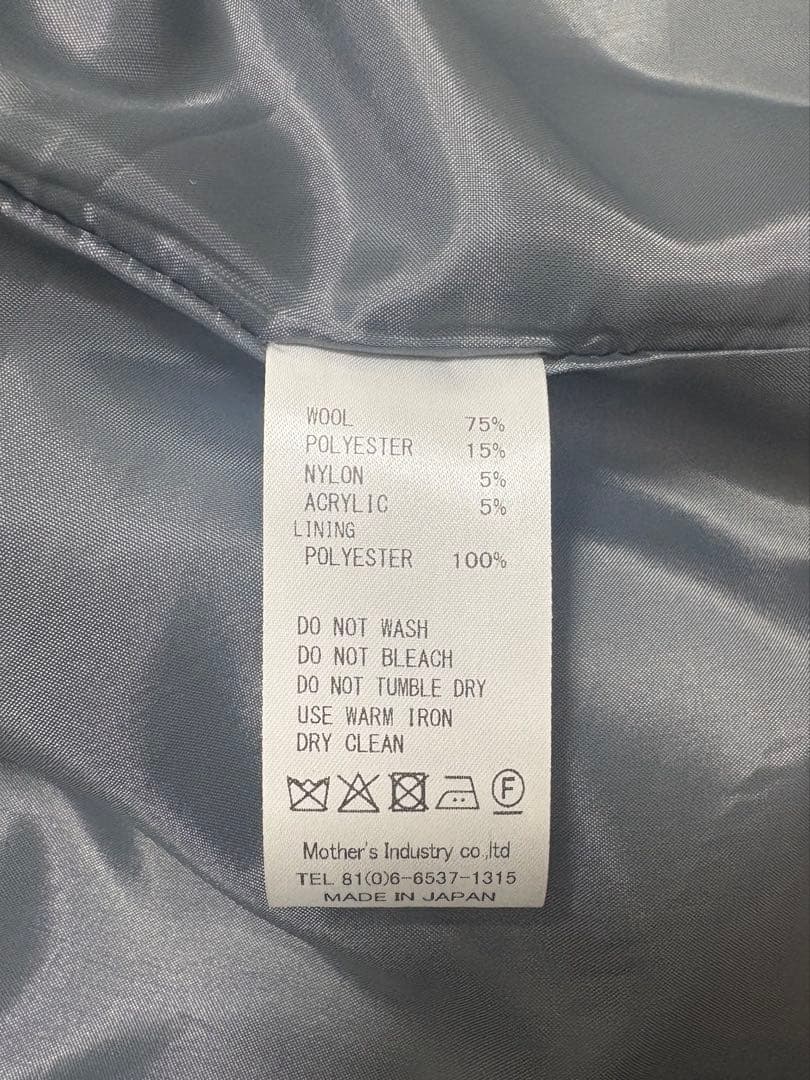 WOOL 75%
POLYESTER 15%
NYLON 5%
ACRYLIC 5%
LINING
POLYESTER 100%
DO NOT WASH
DO NOT BLEACH
DO NOT TUMBLE DRY
USE WARM IRON
DRY CLEAN
F
Mother's Industry co.,ltd
TEL 81(0)6-6537-1315
MADE IN JAPAN